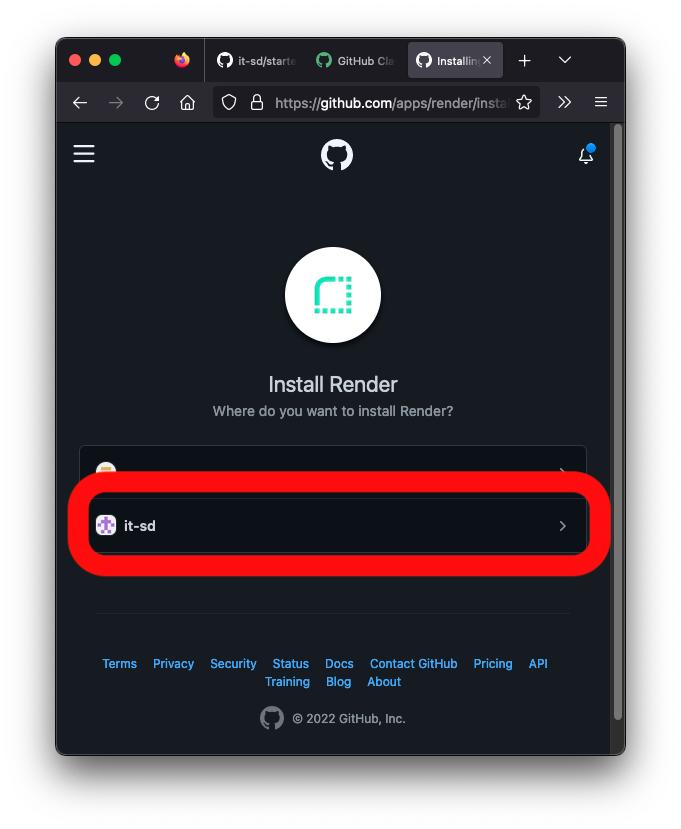 it-sd/starte GitHub Cla Installing
https://github.com/apps/render/insta
Install Render
Where do you want to install Render?
it-sd
Terms Privacy Security Status Docs Contact GitHub Pricing API
Training Blog About
© 2022 GitHub, Inc.